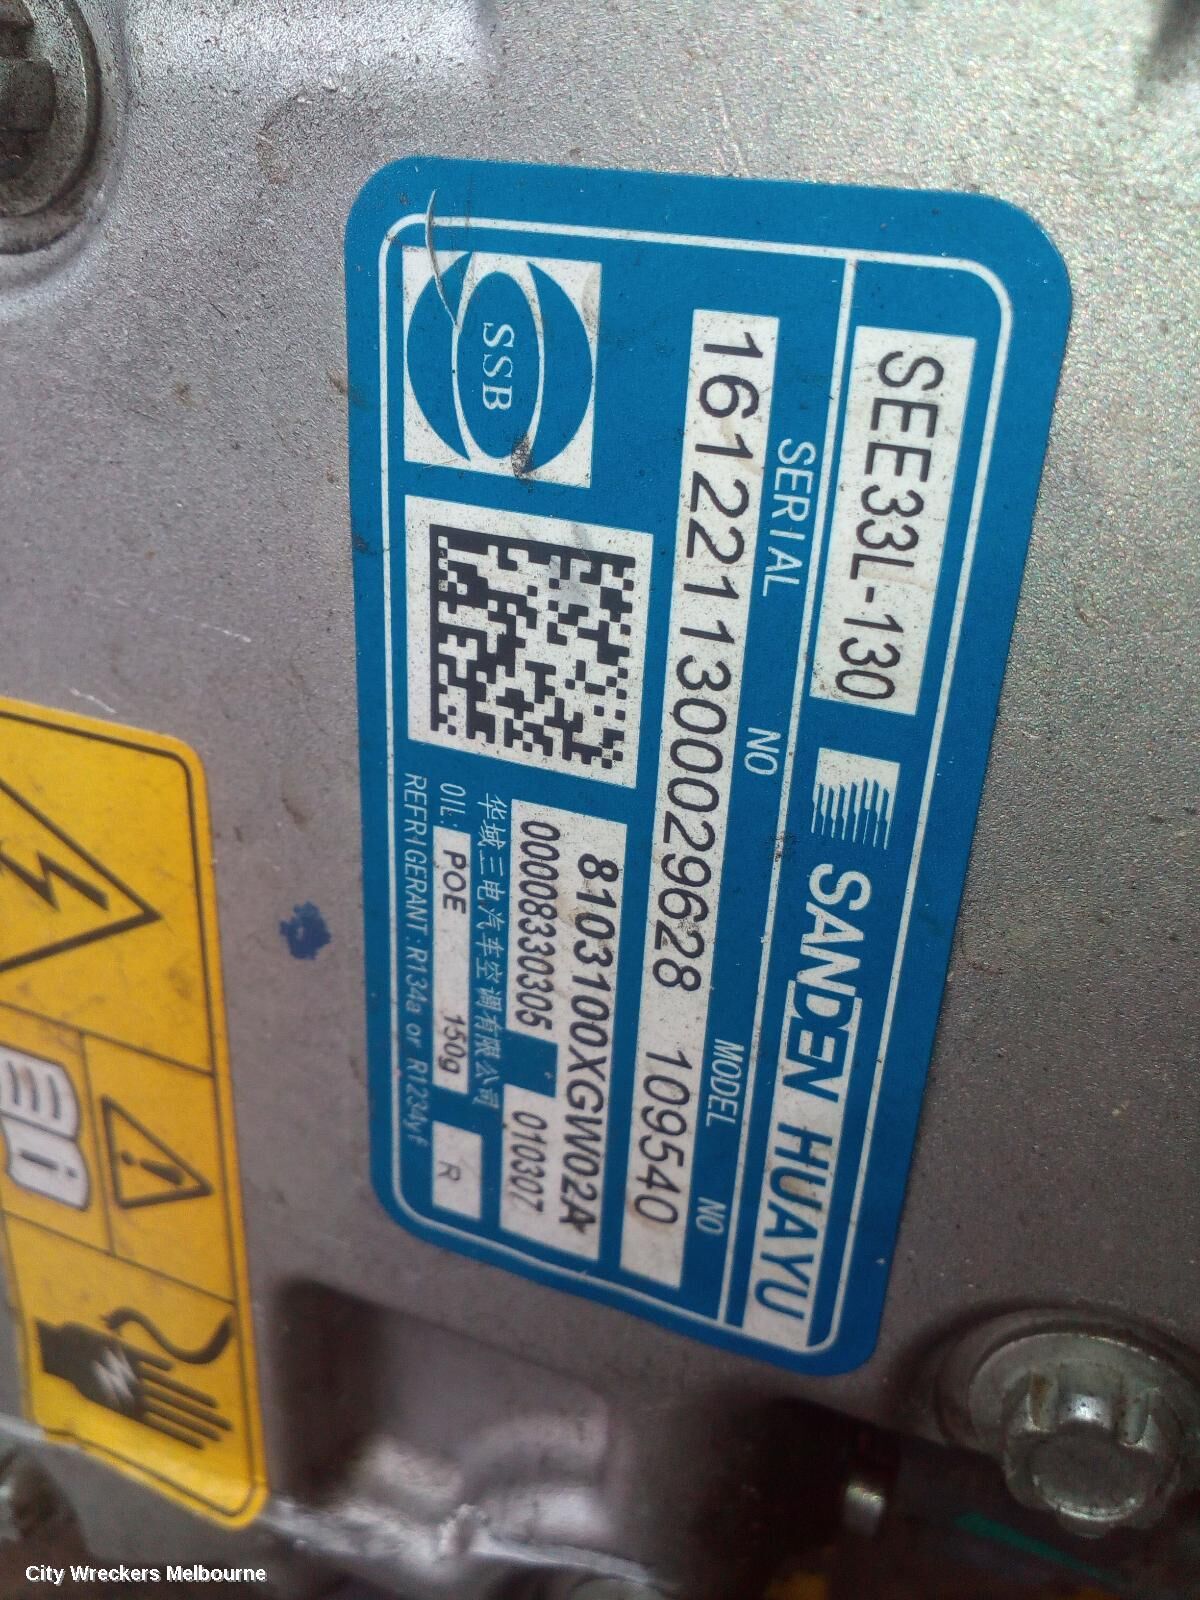 SEE33L-130
SANDEN HUAYU
SERIAL NO
MODEL NO
1612211300029628 109540
SSB
8103100XGW02A
00008330305
010307
华域三电汽车空调有限公司
OIL: POE 150g
R
REFRIGERANT:R134a or R1234yf
City Wreckers Melbourne